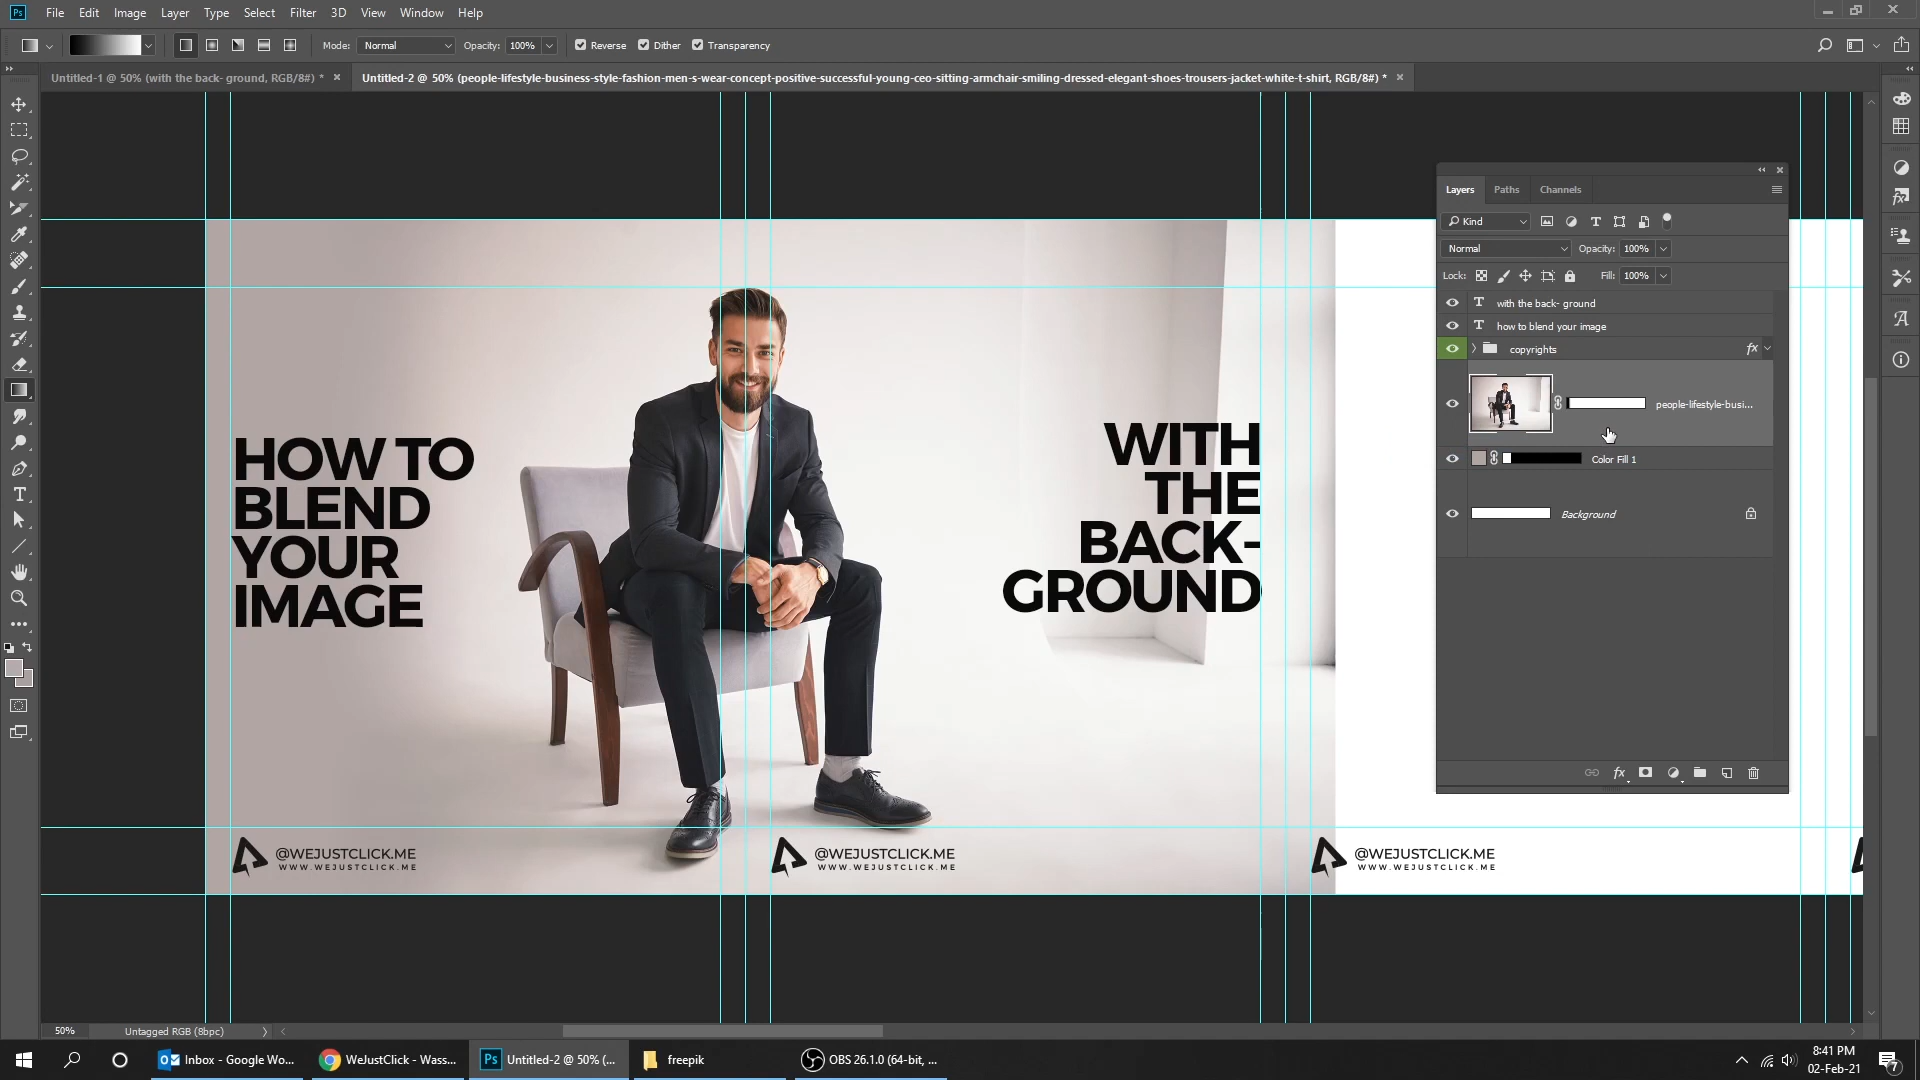 Ps File Edit Image Layer Type Select Filter 3D View Window Help
Mode: Normal Opacity: 100% Reverse Dither Transparency
Untitled-1 @ 50% (with the back- ground, RGB/8#) *
Untitled-2 @ 50% (people-lifestyle-business-style-fashion-men-s-wear-concept-positive-successful-young-ceo-sitting-armchair-smiling-dressed-elegant-shoes-trousers-jacket-white-t-shirt, RGB/8#) *
HOW TO
BLEND
YOUR
IMAGE
WITH
THE
BACK-
GROUND
@WEJUSTCLICK.ME
WWW.WEJUSTCLICK.ME
@WEJUSTCLICK.ME
WWW.WEJUSTCLICK.ME
@WEJUSTCLICK.ME
WWW.WEJUSTCLICK.ME
Layers Paths Channels
Kind
Normal Opacity: 100%
Lock: Fill: 100%
with the back- ground
how to blend your image
copyrights fx
people-lifestyle-busi...
Color Fill 1
Background
fx
50% Untagged RGB (8bpc)
Inbox - Google Wo...
WeJustClick - Wass...
Ps Untitled-2 @ 50% (...
freepik
OBS 26.1.0 (64-bit, ...
8:41 PM
02-Feb-21
7